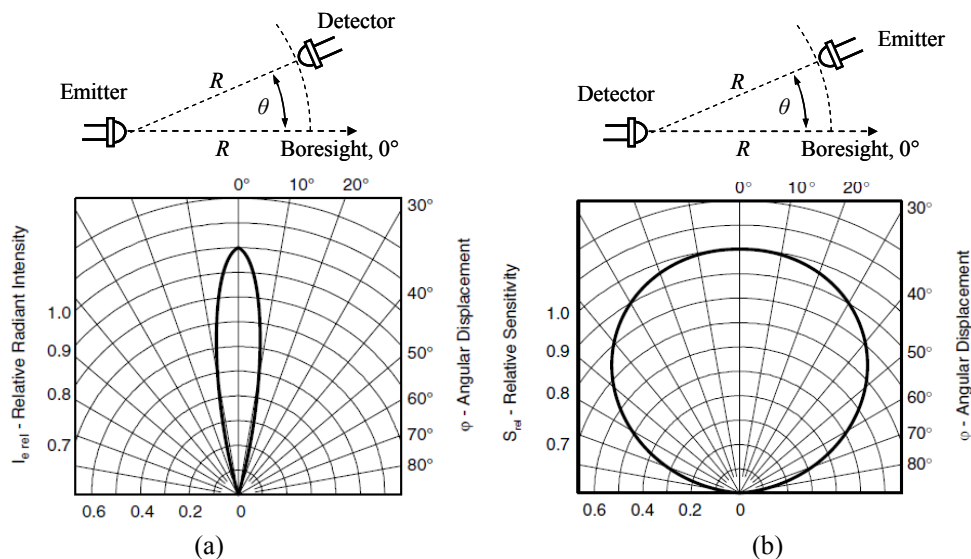 Detector
Emitter
R
θ
R
Boresight, 0°
0° 10° 20°
30°
40°
50°
60°
70°
80°
φ - Angular Displacement
I e rel - Relative Radiant Intensity
1.0
0.9
0.8
0.7
0.6 0.4 0.2 0
(a)
Emitter
Detector
R
θ
R
Boresight, 0°
0° 10° 20°
30°
40°
50°
60°
70°
80°
φ - Angular Displacement
S rel - Relative Sensitivity
1.0
0.9
0.8
0.7
0.6 0.4 0.2 0
(b)